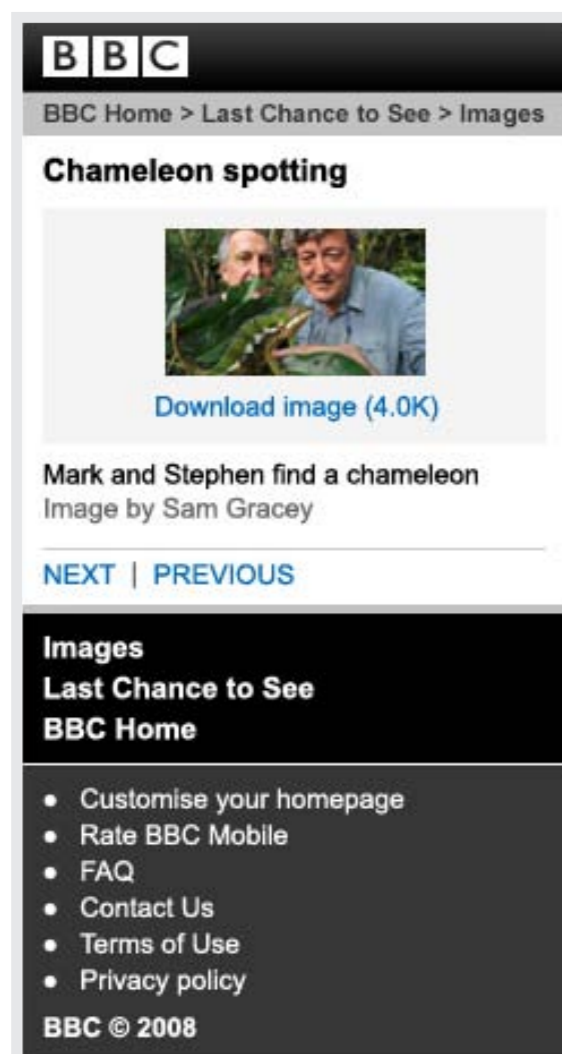 BBC
BBC Home > Last Chance to See > Images
Chameleon spotting
Download image (4.0K)
Mark and Stephen find a chameleon
Image by Sam Gracey
NEXT | PREVIOUS
Images
Last Chance to See
BBC Home
• Customise your homepage
• Rate BBC Mobile
• FAQ
• Contact Us
• Terms of Use
• Privacy policy
BBC © 2008